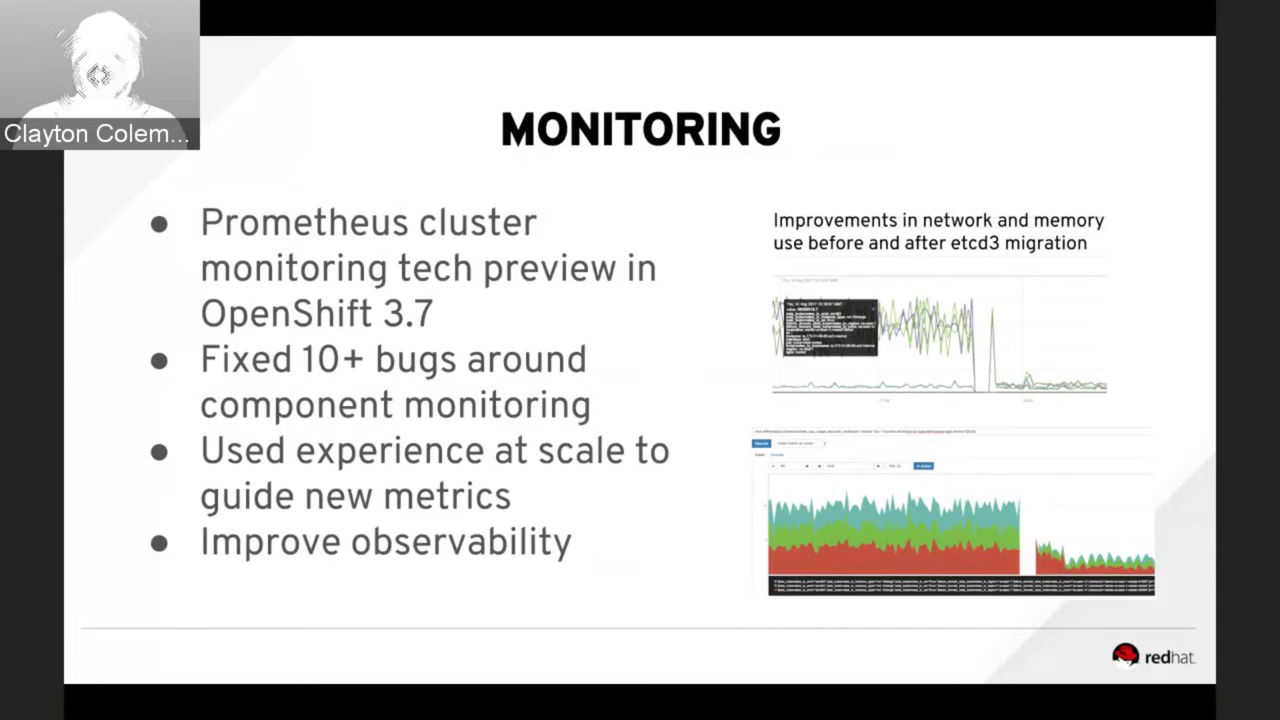 Clayton Colem...
MONITORING
● Prometheus cluster
monitoring tech preview in
OpenShift 3.7
● Fixed 10+ bugs around
component monitoring
● Used experience at scale to
guide new metrics
● Improve observability
Improvements in network and memory
use before and after etcd3 migration
redhat.